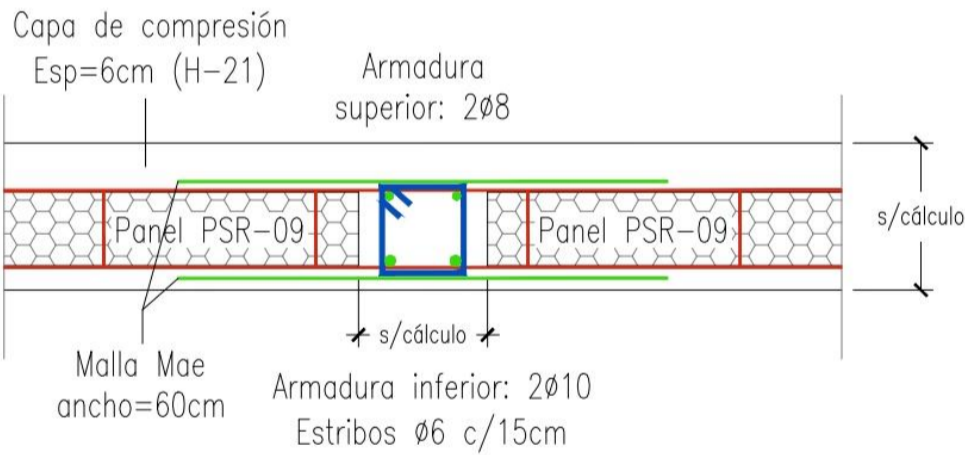 Capa de compresión
Esp=6cm (H-21)
Armadura
superior: 2ø8
Panel PSR-09
Panel PSR-09
s/cálculo
s/cálculo
Malla Mae
ancho=60cm
Armadura inferior: 2ø10
Estribos ø6 c/15cm